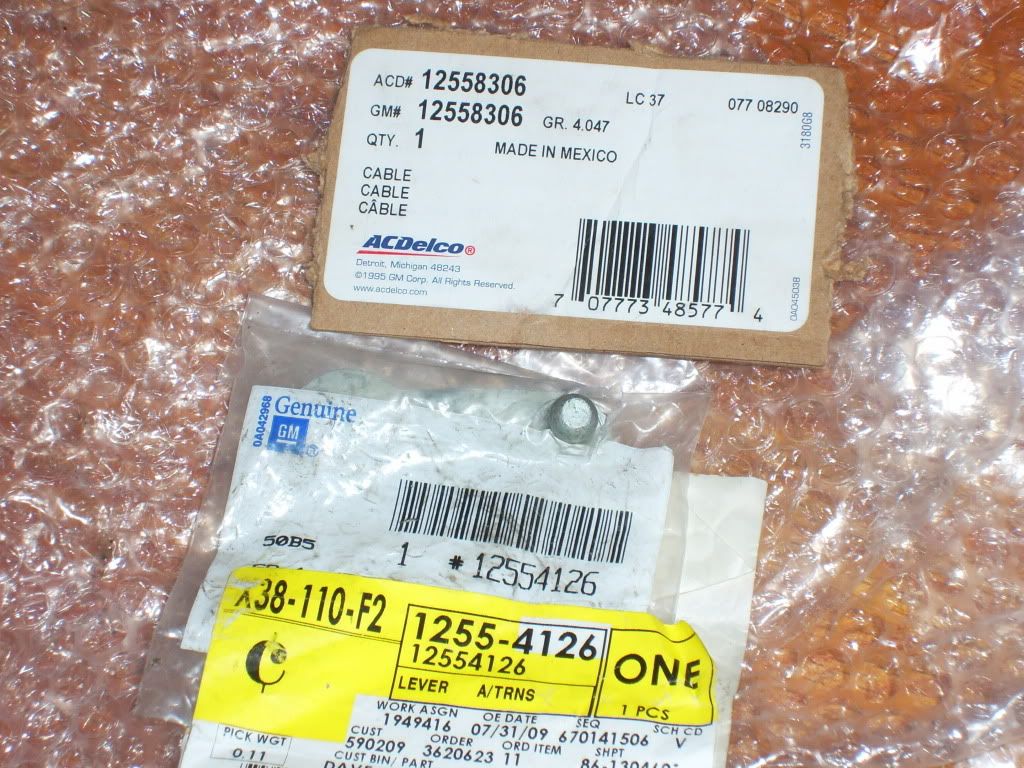 ACD# 12558306
LC 37
077 08290
GM# 12558306 GR. 4.047
3180G8
QTY. 1 MADE IN MEXICO
CABLE
CABLE
CÂBLE
ACDelco®
Detroit, Michigan 48243
©1995 GM Corp. All Rights Reserved.
www.acdelco.com
7 07773 48577 4
0A045038
0A042968
Genuine
GM
®
50B5
1 #12554126
A38-110-F2
1255-4126
12554126
LEVER A/TRNS
ONE
1 PCS
WORK ASGN OE DATE SEQ SCH CD
1949416 07/31/09 670141506 V
PICK WGT
0.11
CUST ORDER ORD ITEM SHPT
590209 3620623 11
CUST BIN/ PART